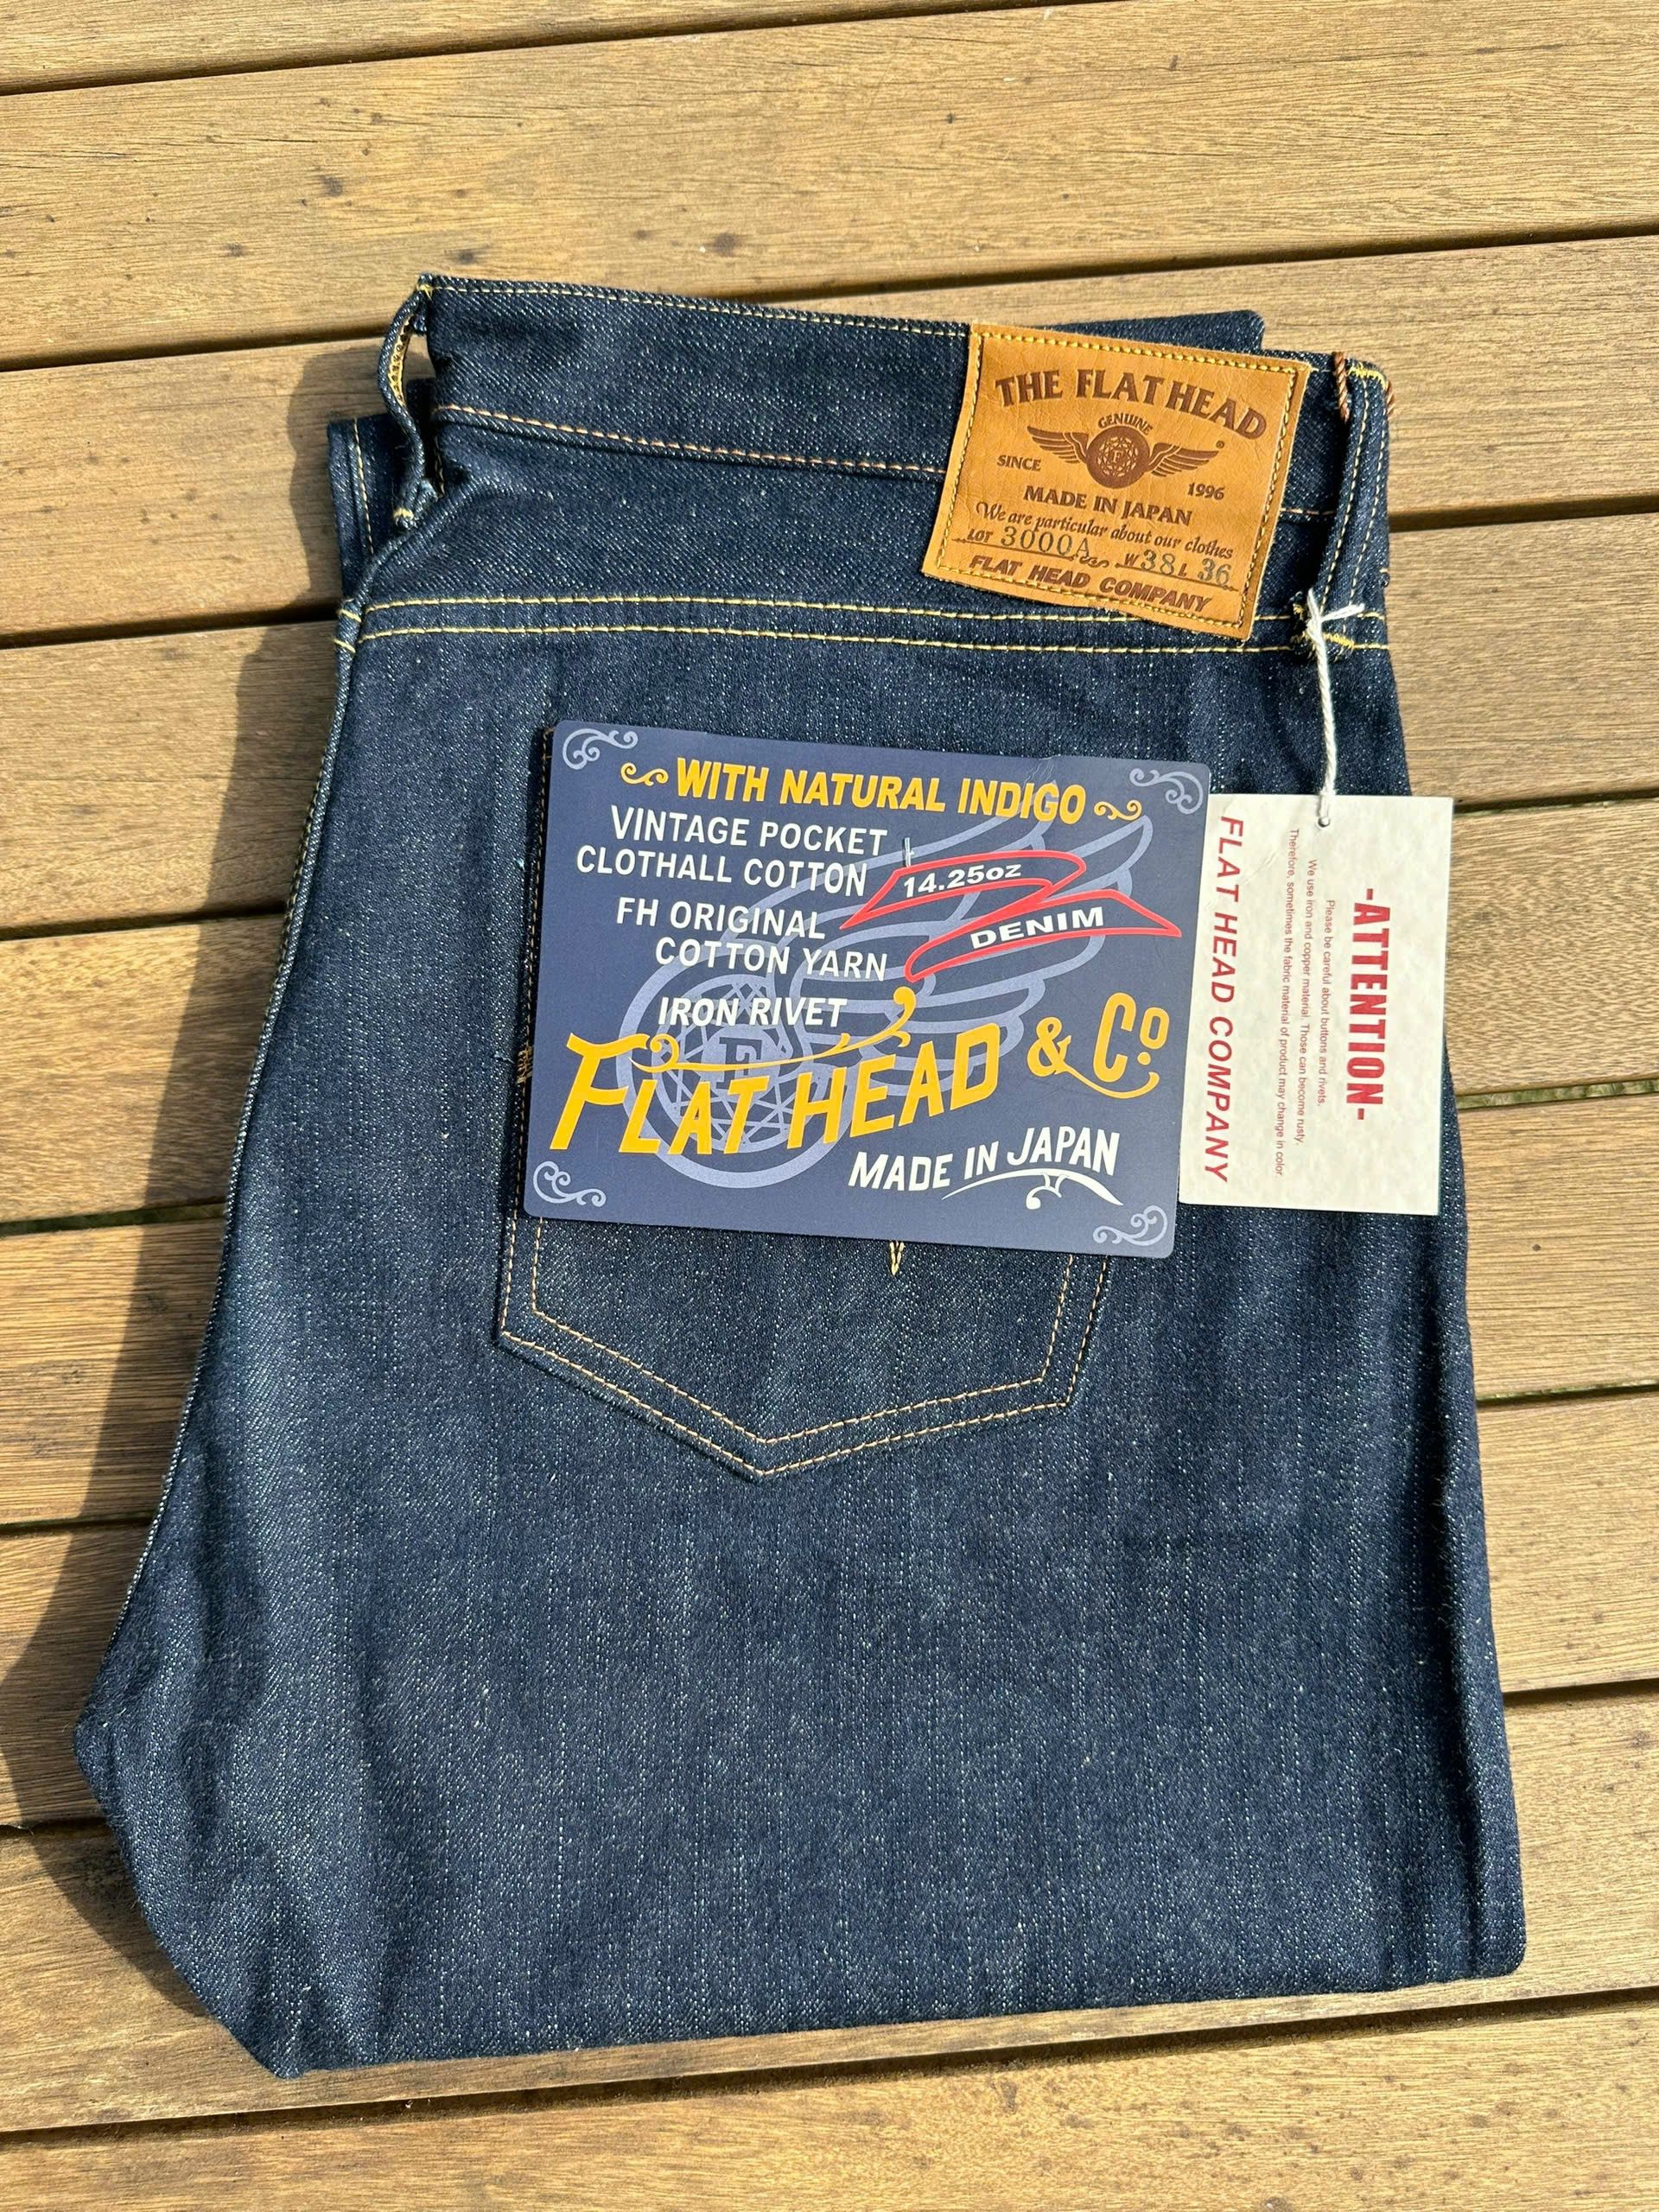 THE FLAT HEAD
GENUINE
F
®
SINCE 1996
MADE IN JAPAN
We are particular about our clothes
LOT 3000A W 38 L 36
FLAT HEAD COMPANY
WITH NATURAL INDIGO
VINTAGE POCKET
CLOTHALL COTTON
14.25oz
DENIM
FH ORIGINAL
COTTON YARN
IRON RIVET
FLAT HEAD & Co.
MADE IN JAPAN
-ATTENTION-
Please be careful about buttons and rivets.
We use iron and copper material. Those can become rusty.
Therefore, sometimes the fabric material of product may change in color.
FLAT HEAD COMPANY